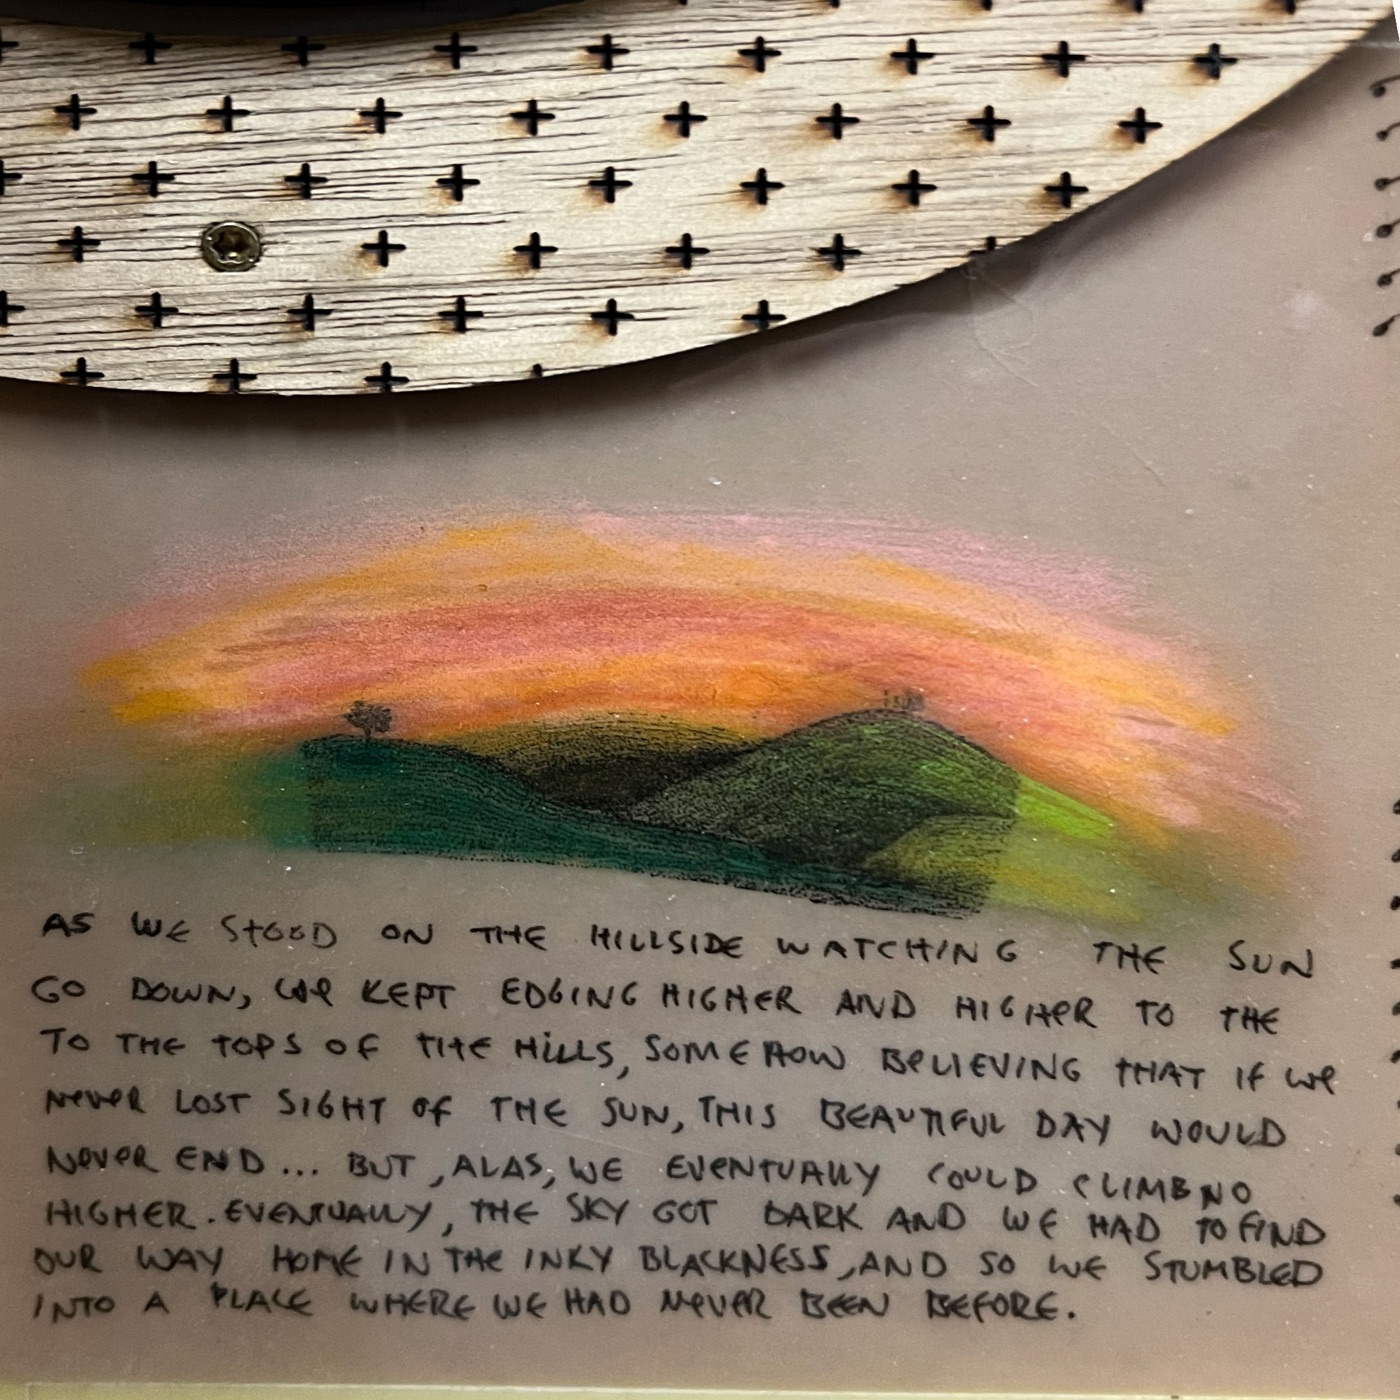 AS WE STOOD ON THE HILLSIDE WATCHING THE SUN
GO DOWN, WE KEPT EDGING HIGHER AND HIGHER TO THE
TO THE TOPS OF THE HILLS, SOMEHOW BELIEVING THAT IF WE
NEVER LOST SIGHT OF THE SUN, THIS BEAUTIFUL DAY WOULD
NEVER END... BUT, ALAS, WE EVENTUALLY COULD CLIMB NO
HIGHER. EVENTUALLY, THE SKY GOT DARK AND WE HAD TO FIND
OUR WAY HOME IN THE INKY BLACKNESS, AND SO WE STUMBLED
INTO A PLACE WHERE WE HAD NEVER BEEN BEFORE.